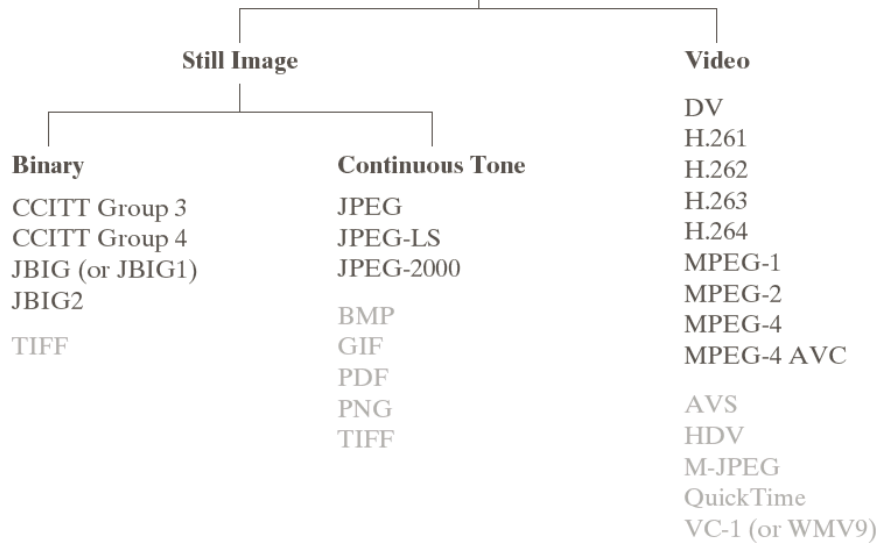 Still Image
Binary
CCITT Group 3
CCITT Group 4
JBIG (or JBIG1)
JBIG2
TIFF
Continuous Tone
JPEG
JPEG-LS
JPEG-2000
BMP
GIF
PDF
PNG
TIFF
Video
DV
H.261
H.262
H.263
H.264
MPEG-1
MPEG-2
MPEG-4
MPEG-4 AVC
AVS
HDV
M-JPEG
QuickTime
VC-1 (or WMV9)